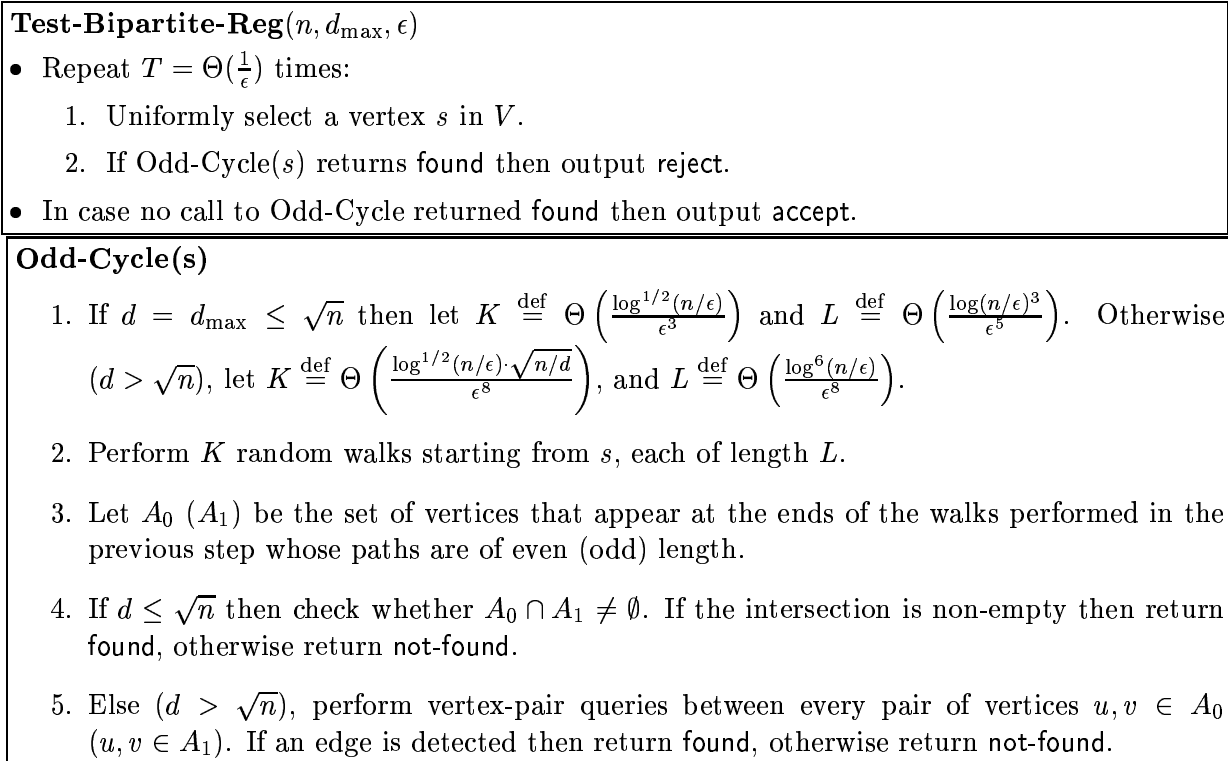 Test-Bipartite-Reg(n, d_max, ϵ)
• Repeat T = Θ(1/ϵ) times:
1. Uniformly select a vertex s in V.
2. If Odd-Cycle(s) returns found then output reject.
• In case no call to Odd-Cycle returned found then output accept.
Odd-Cycle(s)
1. If d = d_max ≤ √n then let K def= Θ(log^{1/2}(n/ϵ)/ϵ^3) and L def= Θ(log(n/ϵ)^3/ϵ^5). Otherwise
(d > √n), let K def= Θ(log^{1/2}(n/ϵ)·√(n/d)/ϵ^8), and L def= Θ(log^6(n/ϵ)/ϵ^8).
2. Perform K random walks starting from s, each of length L.
3. Let A_0 (A_1) be the set of vertices that appear at the ends of the walks performed in the
previous step whose paths are of even (odd) length.
4. If d ≤ √n then check whether A_0 ∩ A_1 ≠ ∅. If the intersection is non-empty then return
found, otherwise return not-found.
5. Else (d > √n), perform vertex-pair queries between every pair of vertices u, v ∈ A_0
(u, v ∈ A_1). If an edge is detected then return found, otherwise return not-found.